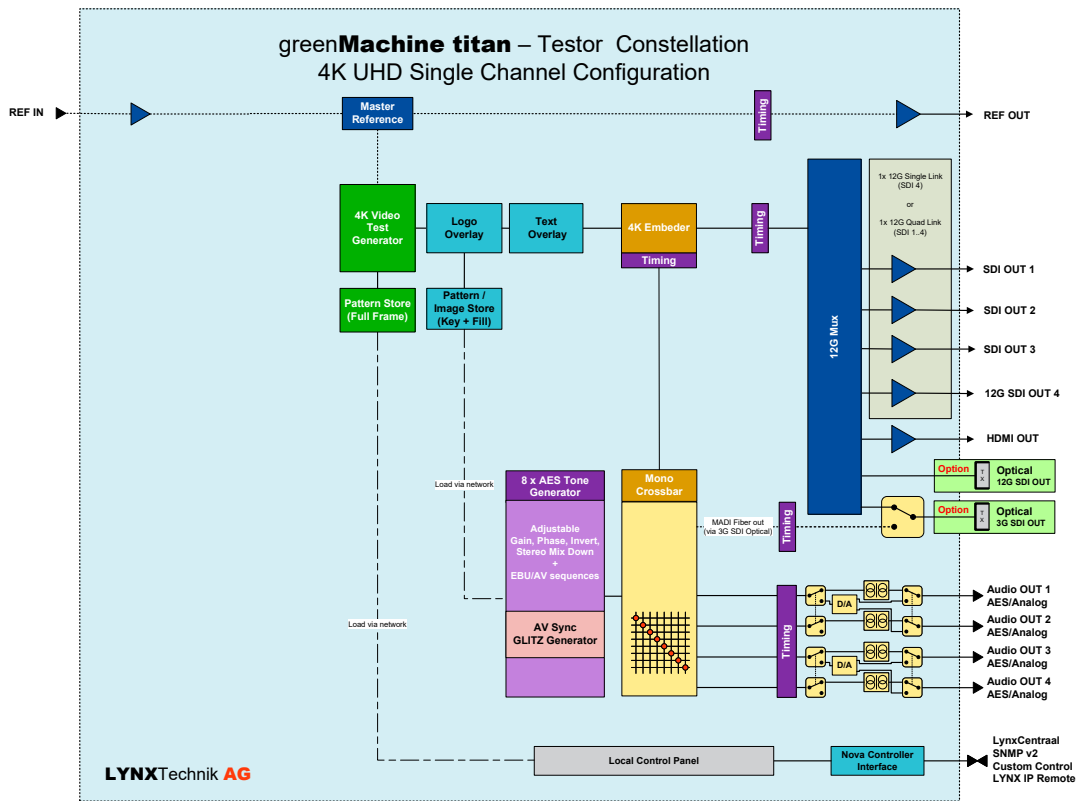 greenMachine titan – Testor Constellation
4K UHD Single Channel Configuration
REF IN
Master
Reference
Timing
REF OUT
4K Video
Test
Generator
Logo
Overlay
Text
Overlay
4K Embeder
Timing
Timing
12G Mux
1x 12G Single Link
(SDI 4)
or
1x 12G Quad Link
(SDI 1..4)
SDI OUT 1
SDI OUT 2
SDI OUT 3
12G SDI OUT 4
HDMI OUT
Pattern Store
(Full Frame)
Pattern /
Image Store
(Key + Fill)
Option
T
X
Optical
12G SDI OUT
Option
T
X
Optical
3G SDI OUT
Load via network
8 x AES Tone
Generator
Adjustable
Gain, Phase, Invert,
Stereo Mix Down
+
EBU/AV sequences
AV Sync
GLITZ Generator
Mono
Crossbar
MADI Fiber out
(via 3G SDI Optical)
Timing
Load via network
Timing
D/A
D/A
Audio OUT 1
AES/Analog
Audio OUT 2
AES/Analog
Audio OUT 3
AES/Analog
Audio OUT 4
AES/Analog
LYNXTechnik AG
Local Control Panel
Nova Controller
Interface
LynxCentraal
SNMP v2
Custom Control
LYNX IP Remote